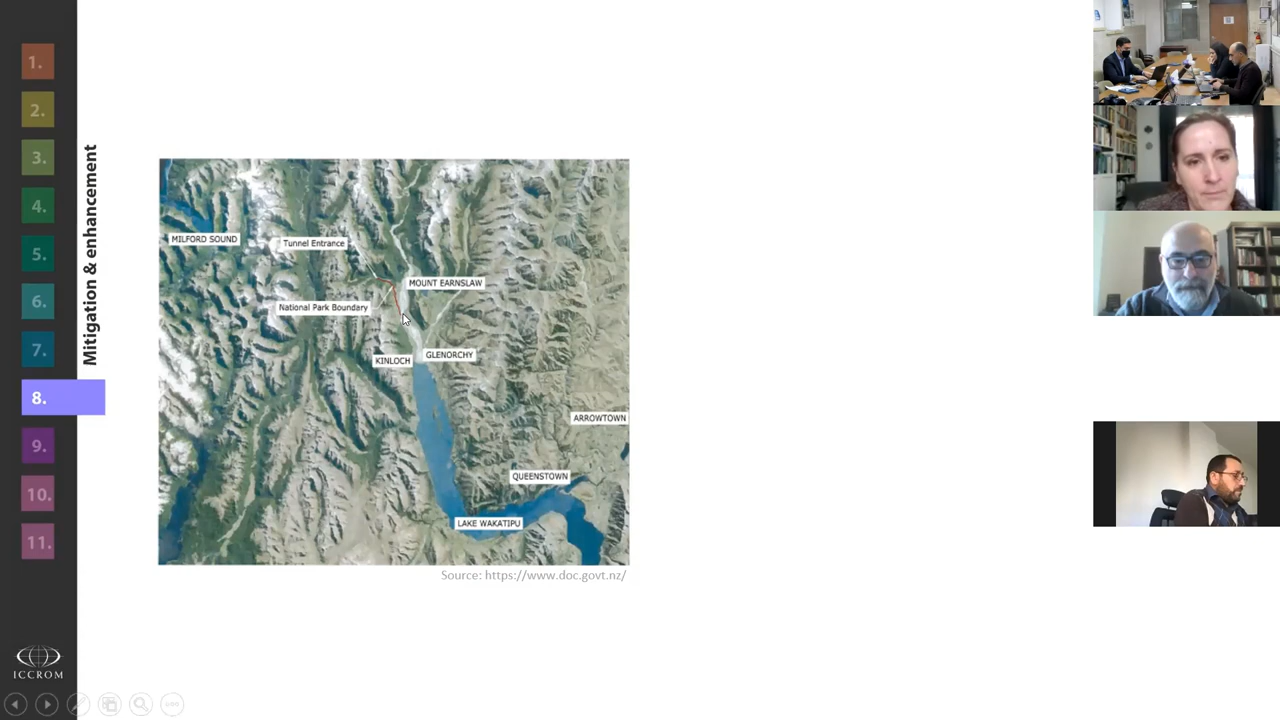 1.
2.
3.
4.
5.
6.
7.
8.
9.
10.
11.
Mitigation & enhancement
MILFORD SOUND
Tunnel Entrance
MOUNT EARNSLAW
National Park Boundary
KINLOCH
GLENORCHY
ARROWTOWN
QUEENSTOWN
LAKE WAKATIPU
Source: https://www.doc.govt.nz/
ICCROM